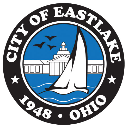 CITY OF EASTLAKE
1948 • OHIO